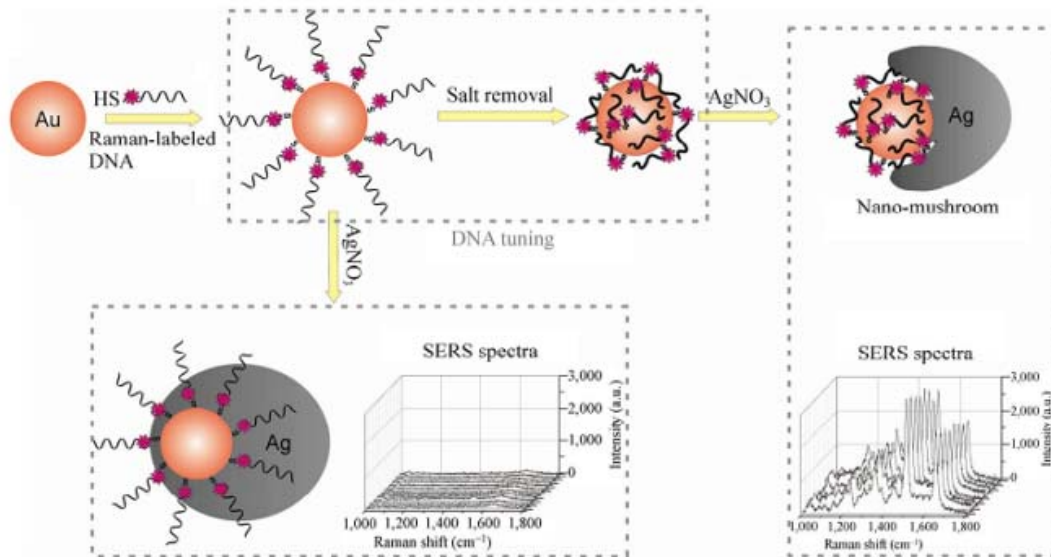 Au
HS
Raman-labeled
DNA
Salt removal
AgNO3
Ag
Nano-mushroom
DNA tuning
AgNO3
Ag
SERS spectra
3,000
2,000
1,000
0
Intensity (a.u.)
1,000 1,200 1,400 1,600 1,800
Raman shift (cm⁻¹)
SERS spectra
3,000
2,000
1,000
0
Intensity (a.u.)
1,000 1,200 1,400 1,600 1,800
Raman shift (cm⁻¹)